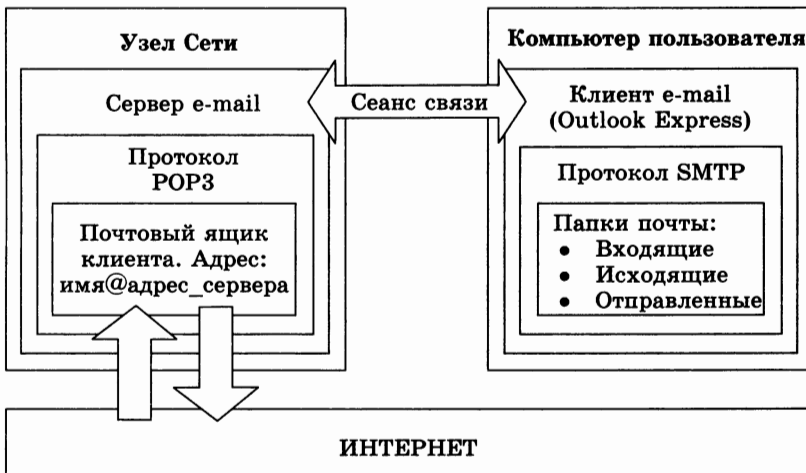 Узел Сети
Сервер e-mail
Протокол
POP3
Почтовый ящик
клиента. Адрес:
имя@адрес_сервера
Сеанс связи
Компьютер пользователя
Клиент e-mail
(Outlook Express)
Протокол SMTP
Папки почты:
● Входящие
● Исходящие
● Отправленные
ИНТЕРНЕТ